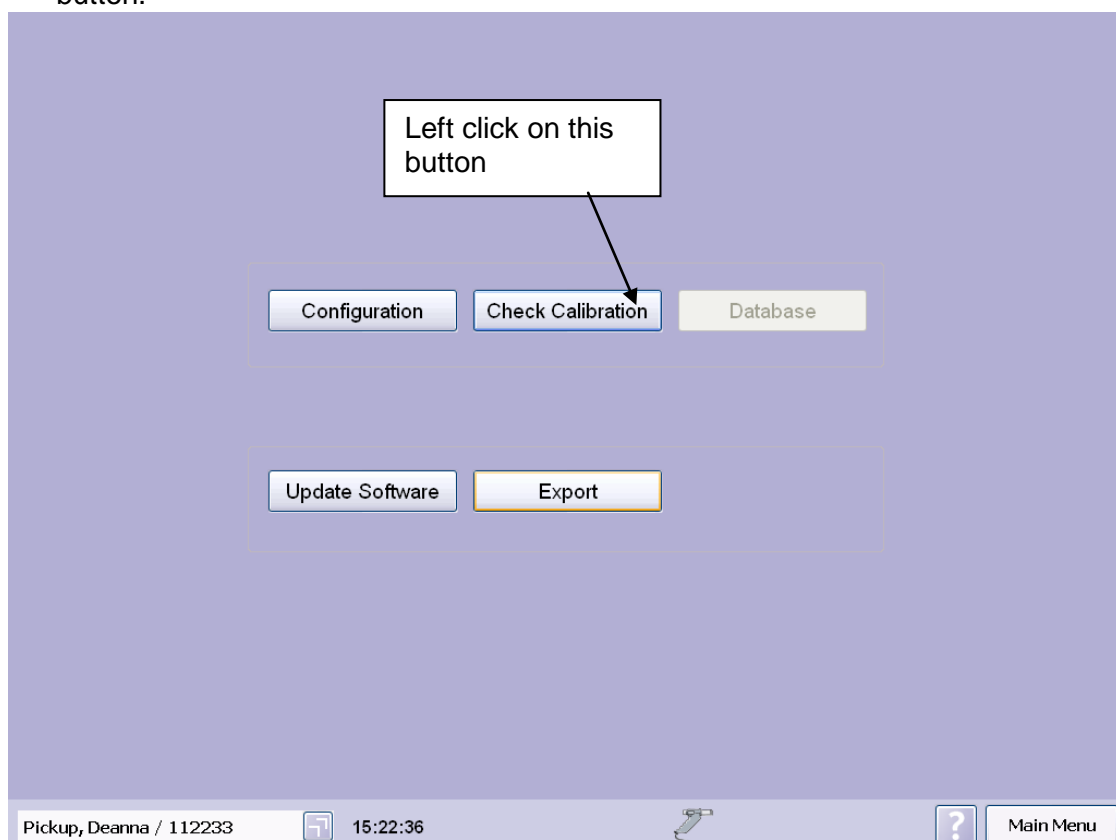 button.
Left click on this
button
Configuration
Check Calibration
Database
Update Software
Export
Pickup, Deanna / 112233
15:22:36
?
Main Menu